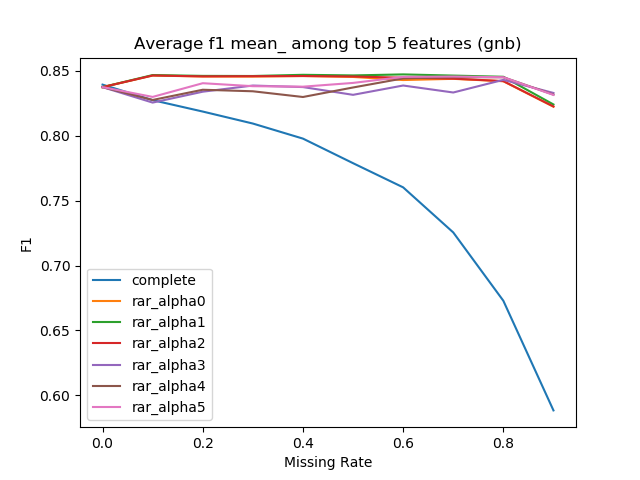 Average f1 mean_ among top 5 features (gnb)
F1
0.85
0.80
0.75
0.70
0.65
0.60
complete
rar_alpha0
rar_alpha1
rar_alpha2
rar_alpha3
rar_alpha4
rar_alpha5
0.0 0.2 0.4 0.6 0.8
Missing Rate